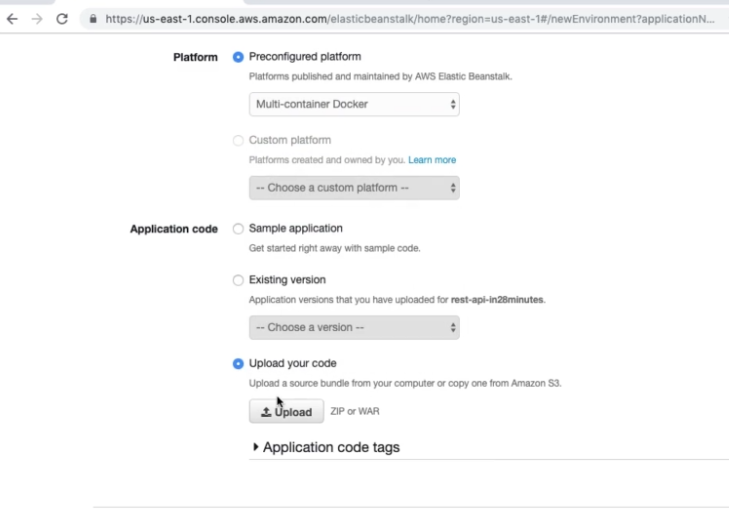 https://us-east-1.console.aws.amazon.com/elasticbeanstalk/home?region=us-east-1#/newEnvironment?applicationN...
Platform
Preconfigured platform
Platforms published and maintained by AWS Elastic Beanstalk.
Multi-container Docker
Custom platform
Platforms created and owned by you. Learn more
-- Choose a custom platform --
Application code
Sample application
Get started right away with sample code.
Existing version
Application versions that you have uploaded for rest-api-in28minutes.
-- Choose a version --
Upload your code
Upload a source bundle from your computer or copy one from Amazon S3.
Upload ZIP or WAR
Application code tags